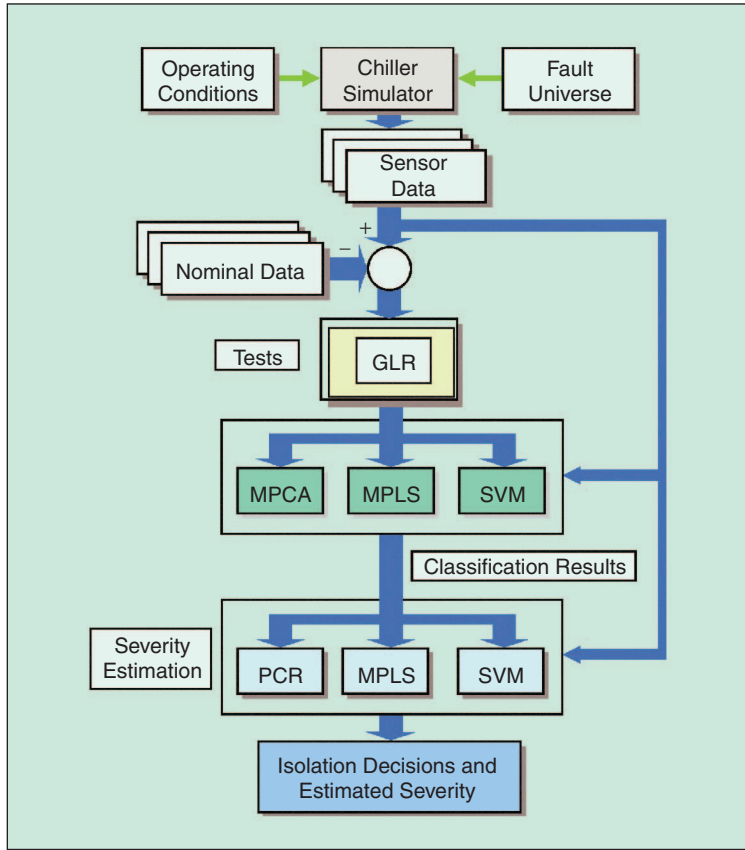 Operating
Conditions
Chiller
Simulator
Fault
Universe
Sensor
Data
+
−
Nominal Data
Tests
GLR
MPCA
MPLS
SVM
Classification Results
Severity
Estimation
PCR
MPLS
SVM
Isolation Decisions and
Estimated Severity